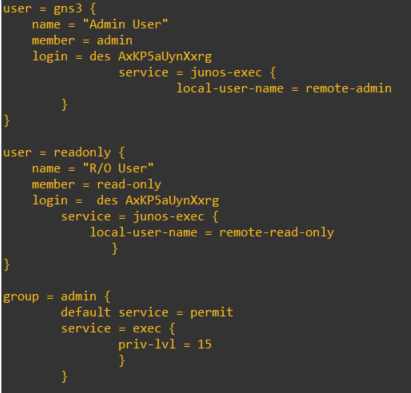 user = gns3 {
name = "Admin User"
member = admin
login = des AxKP5aUynXxrg
service = junos-exec {
local-user-name = remote-admin
}
}
user = readonly {
name = "R/O User"
member = read-only
login =  des AxKP5aUynXxrg
service = junos-exec {
local-user-name = remote-read-only
}
}
group = admin {
default service = permit
service = exec {
priv-lvl = 15
}
}